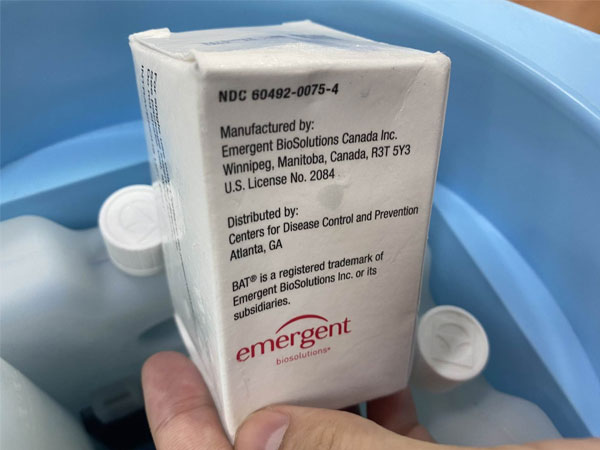 NDC 60492-0075-4
Manufactured by:
Emergent BioSolutions Canada Inc.
Winnipeg, Manitoba, Canada, R3T 5Y3
U.S. License No. 2084
Distributed by:
Centers for Disease Control and Prevention
Atlanta, GA
BAT® is a registered trademark of
Emergent BioSolutions Inc. or its
subsidiaries.
emergent
biosolutions®